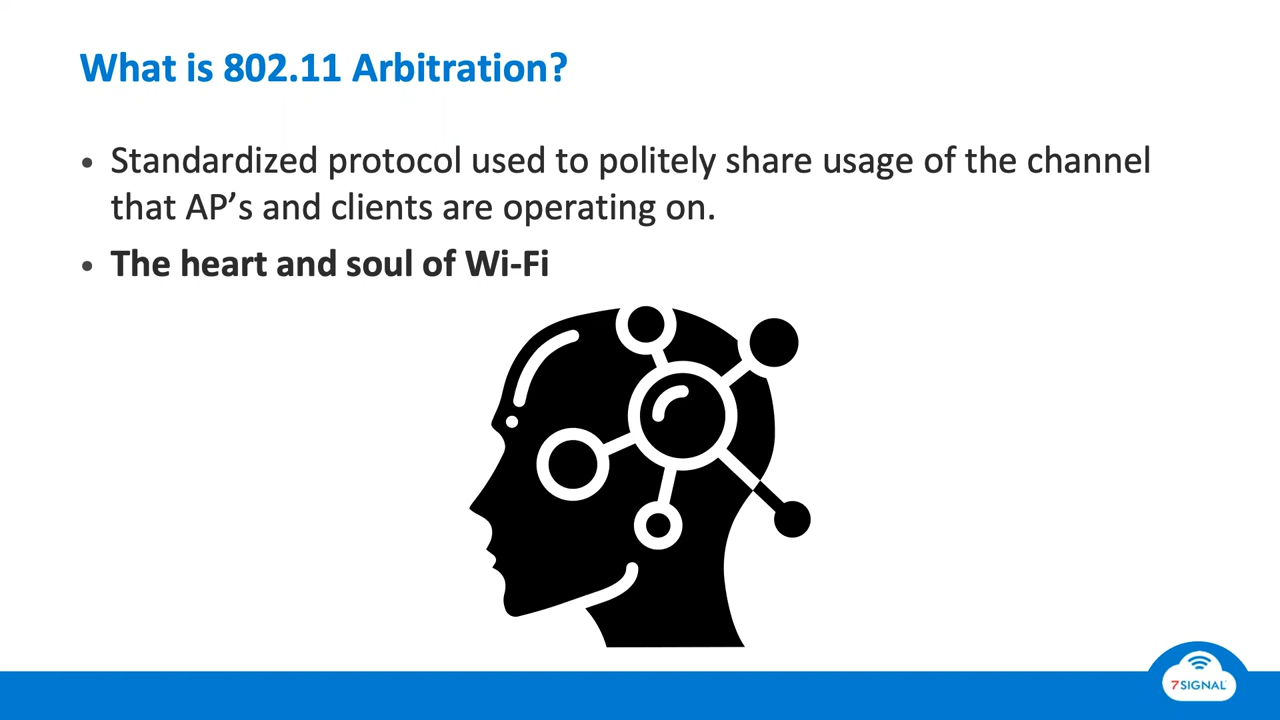 What is 802.11 Arbitration?
• Standardized protocol used to politely share usage of the channel
that AP’s and clients are operating on.
• The heart and soul of Wi-Fi
7SIGNAL